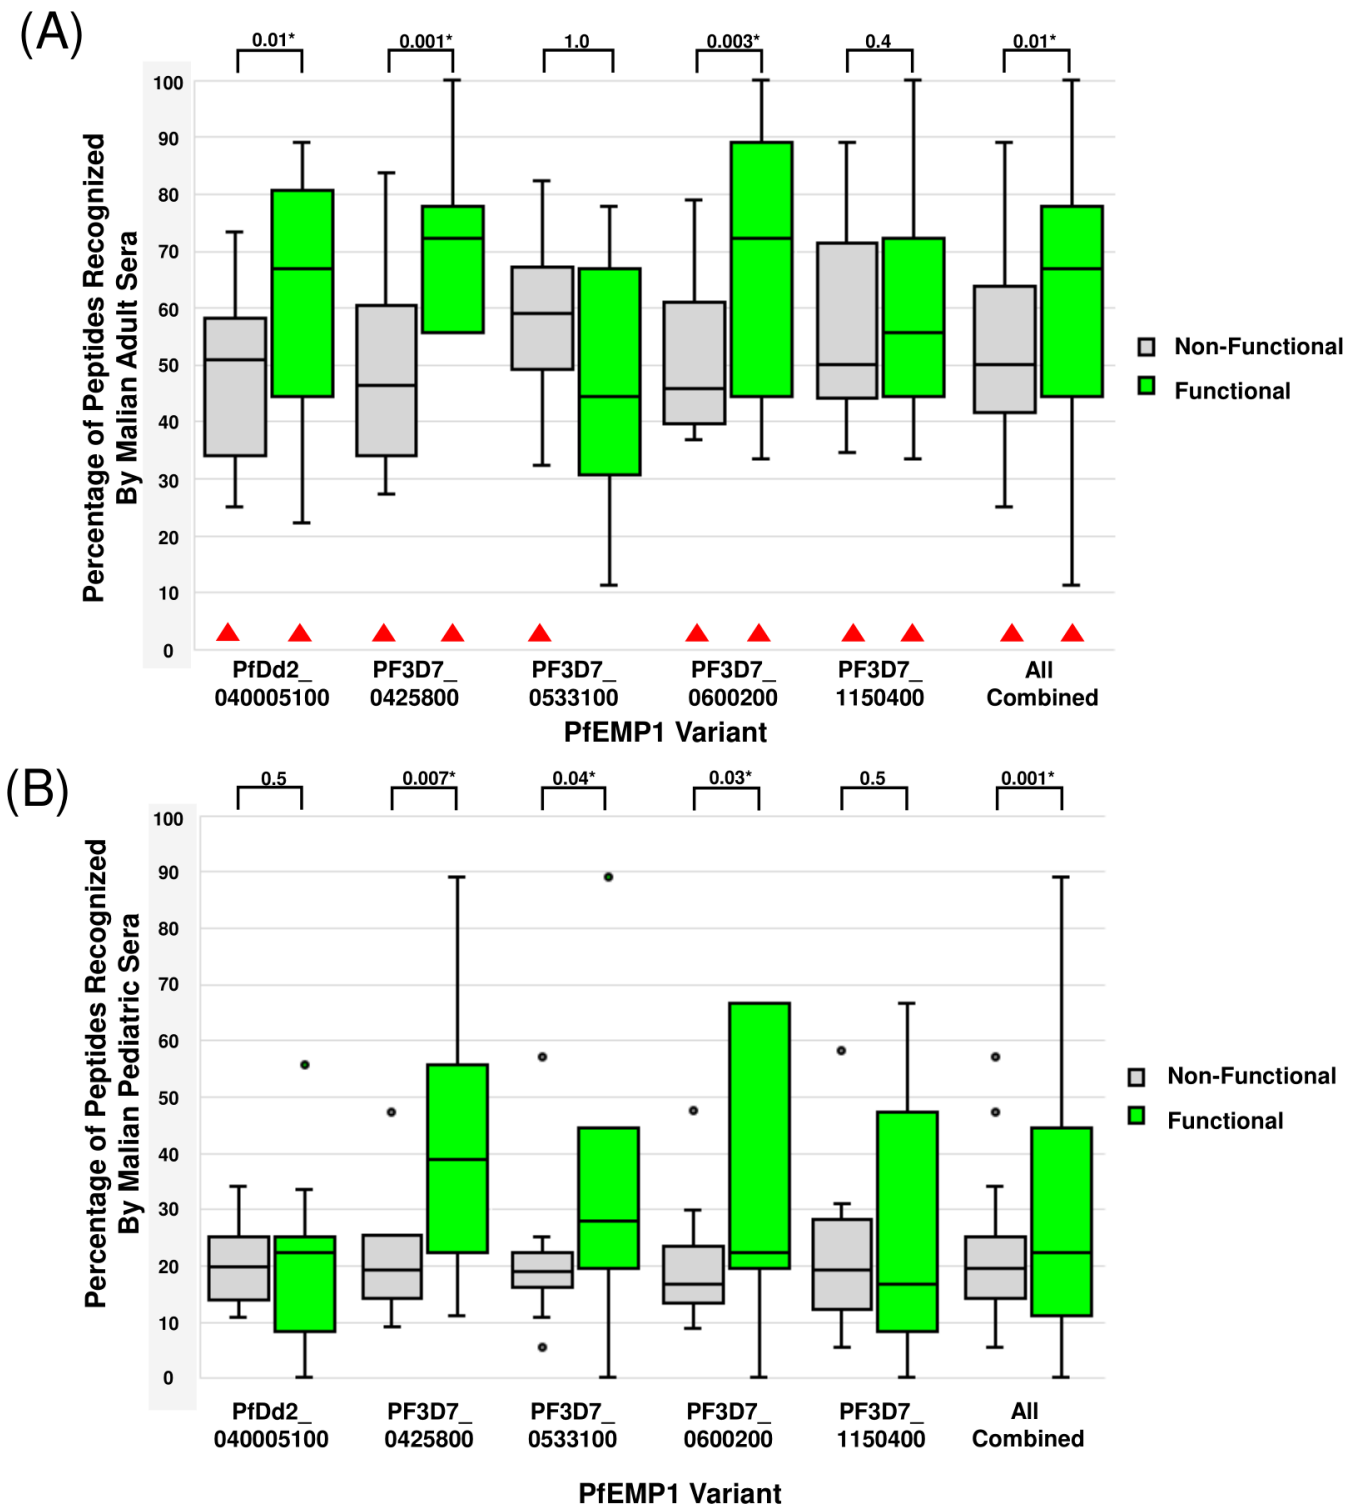 (A)
0.01*
0.001*
1.0
0.003*
0.4
0.01*
Percentage of Peptides Recognized
By Malian Adult Sera
100
90
80
70
60
50
40
30
20
10
0
Non-Functional
Functional
PfDd2_
040005100
PF3D7_
0425800
PF3D7_
0533100
PF3D7_
0600200
PF3D7_
1150400
All
Combined
PfEMP1 Variant
(B)
0.5
0.007*
0.04*
0.03*
0.5
0.001*
Percentage of Peptides Recognized
By Malian Pediatric Sera
100
90
80
70
60
50
40
30
20
10
0
Non-Functional
Functional
PfDd2_
040005100
PF3D7_
0425800
PF3D7_
0533100
PF3D7_
0600200
PF3D7_
1150400
All
Combined
PfEMP1 Variant